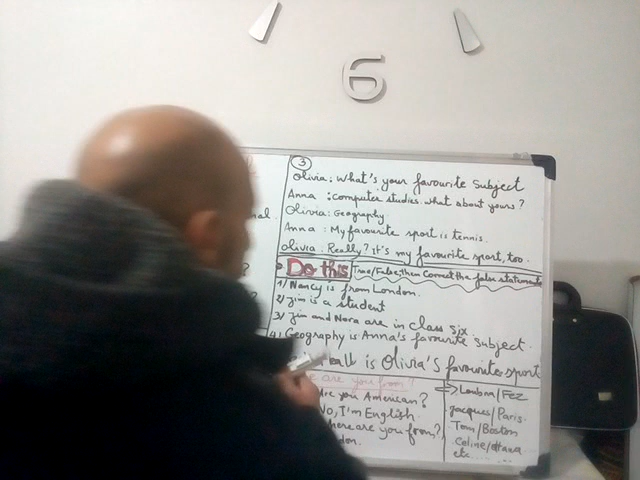 6
3
Olivia: what's your favourite subject
Anna : computer studies. what about yours?
Olivia: Geography.
Anna : My favourite sport is tennis.
olivia: Really? it's my favourite sport, too.
Do this True/False, then correct the false statements
1) Nancy is from London.
2) Jim is a student
3) Jim and Nora are in class six.
4) Geography is Anna's favourite subject.
is Olivia's favourite sport
are you from?
Are you American?
No, I'm English.
where are you from?
Loubna/Fez
Jacques/Paris
Tom/Boston
Celine/
etc...